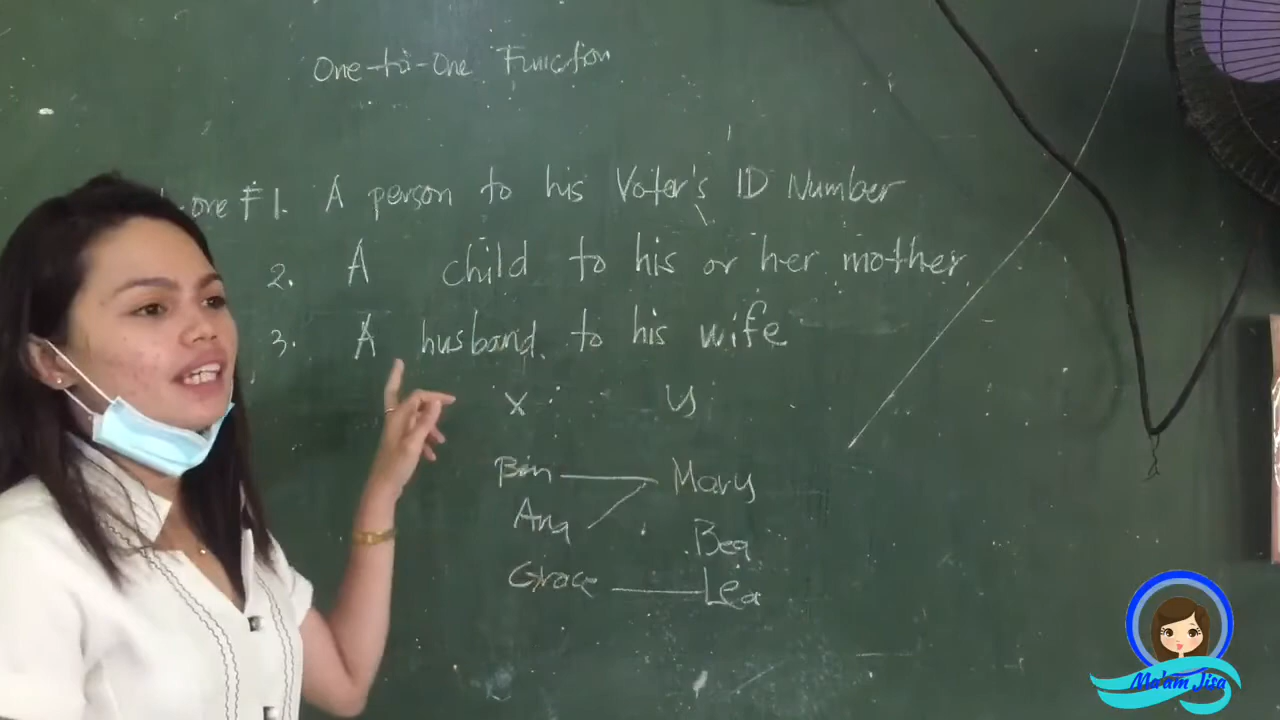 One-to-One Function
-one F 1. A person to his Voter's ID Number
2. A child to his or her mother
3. A husband to his wife
x y
Ben Mary
Ana Bea
Grace Lea
Ma'am Jisa